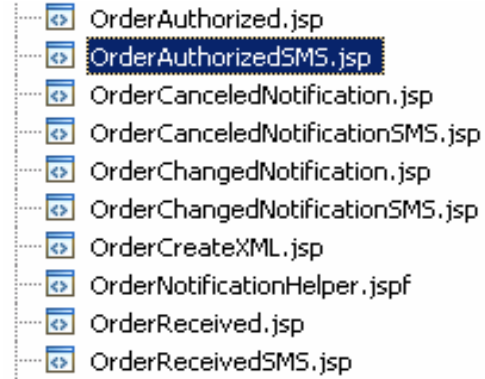 OrderAuthorized.jsp
OrderAuthorizedSMS.jsp
OrderCanceledNotification.jsp
OrderCanceledNotificationSMS.jsp
OrderChangedNotification.jsp
OrderChangedNotificationSMS.jsp
OrderCreateXML.jsp
OrderNotificationHelper.jspf
OrderReceived.jsp
OrderReceivedSMS.jsp